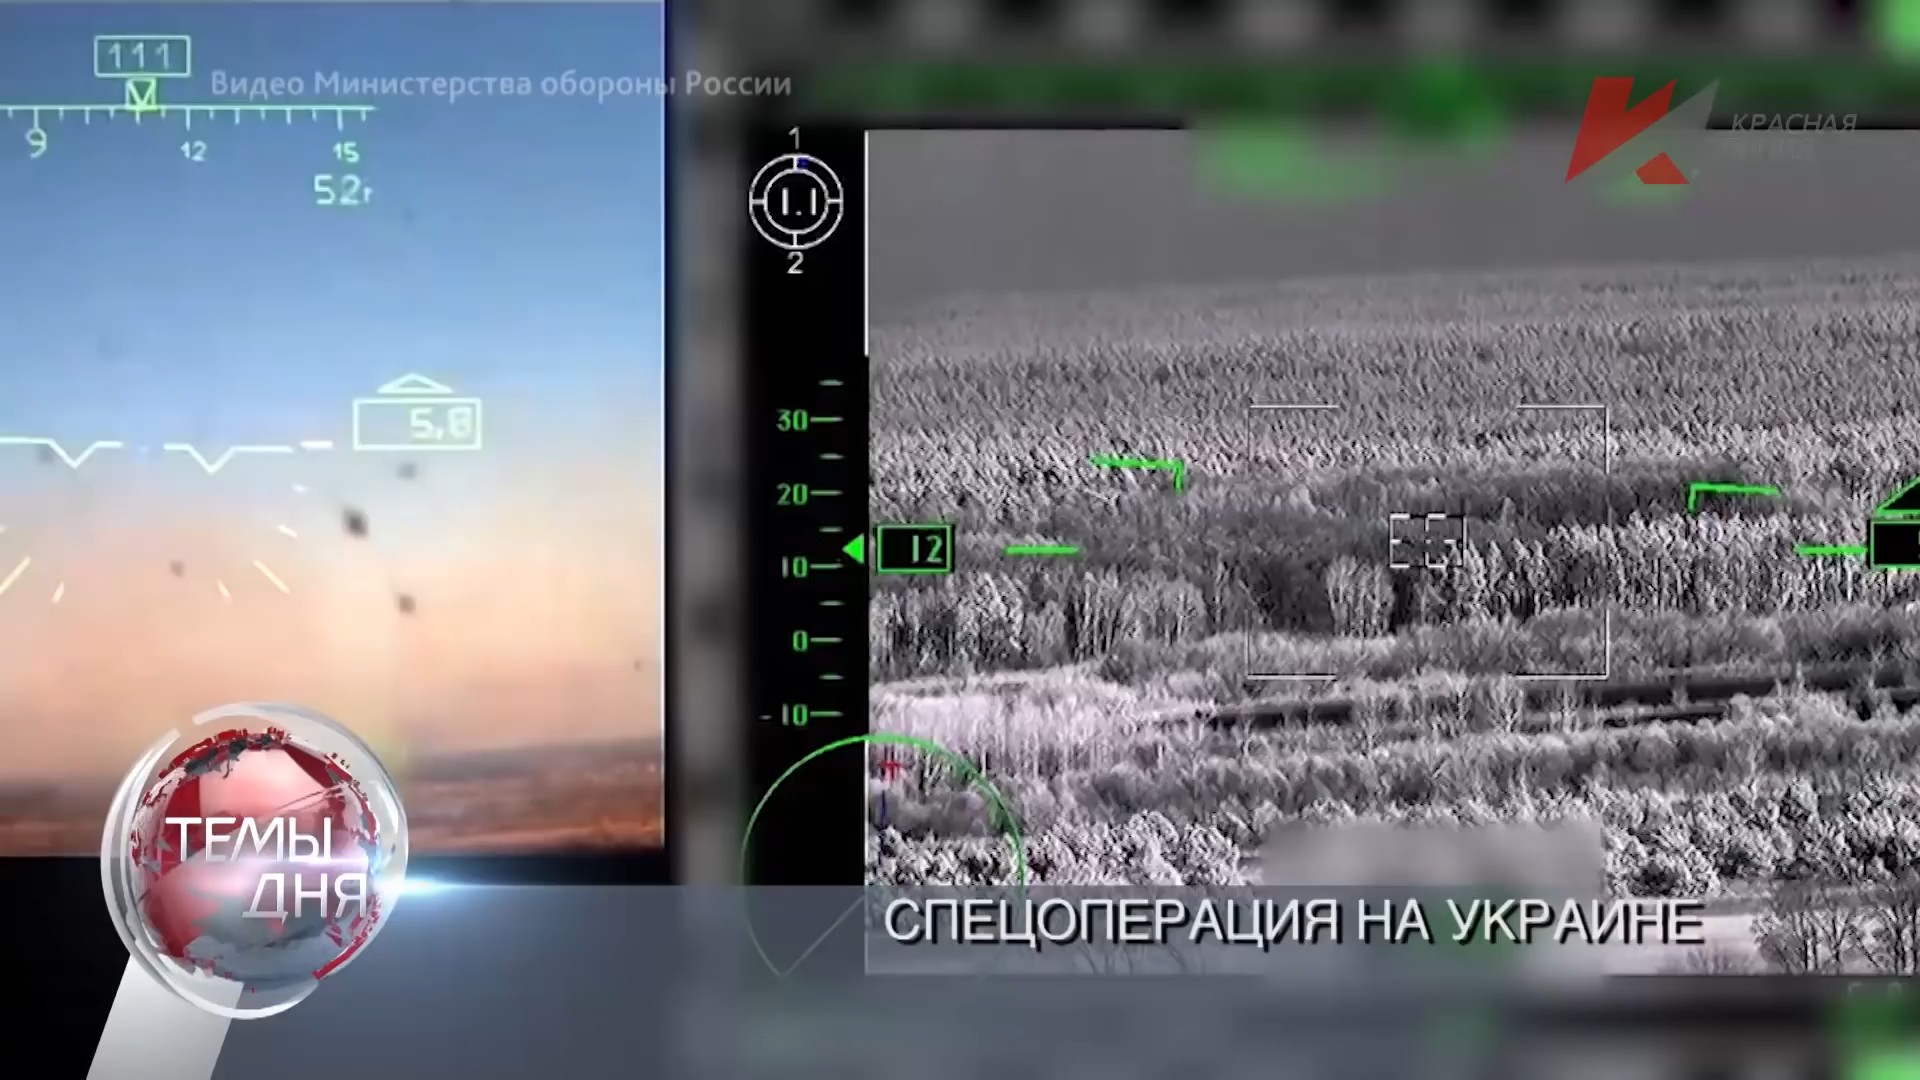 111
Видео Министерства обороны России
9 12 15
52г
5,8
1
1.1
2
30
20
12
10
0
-10
КРАСНАЯ
ТЕМЫ
ДНЯ
СПЕЦОПЕРАЦИЯ НА УКРАИНЕ